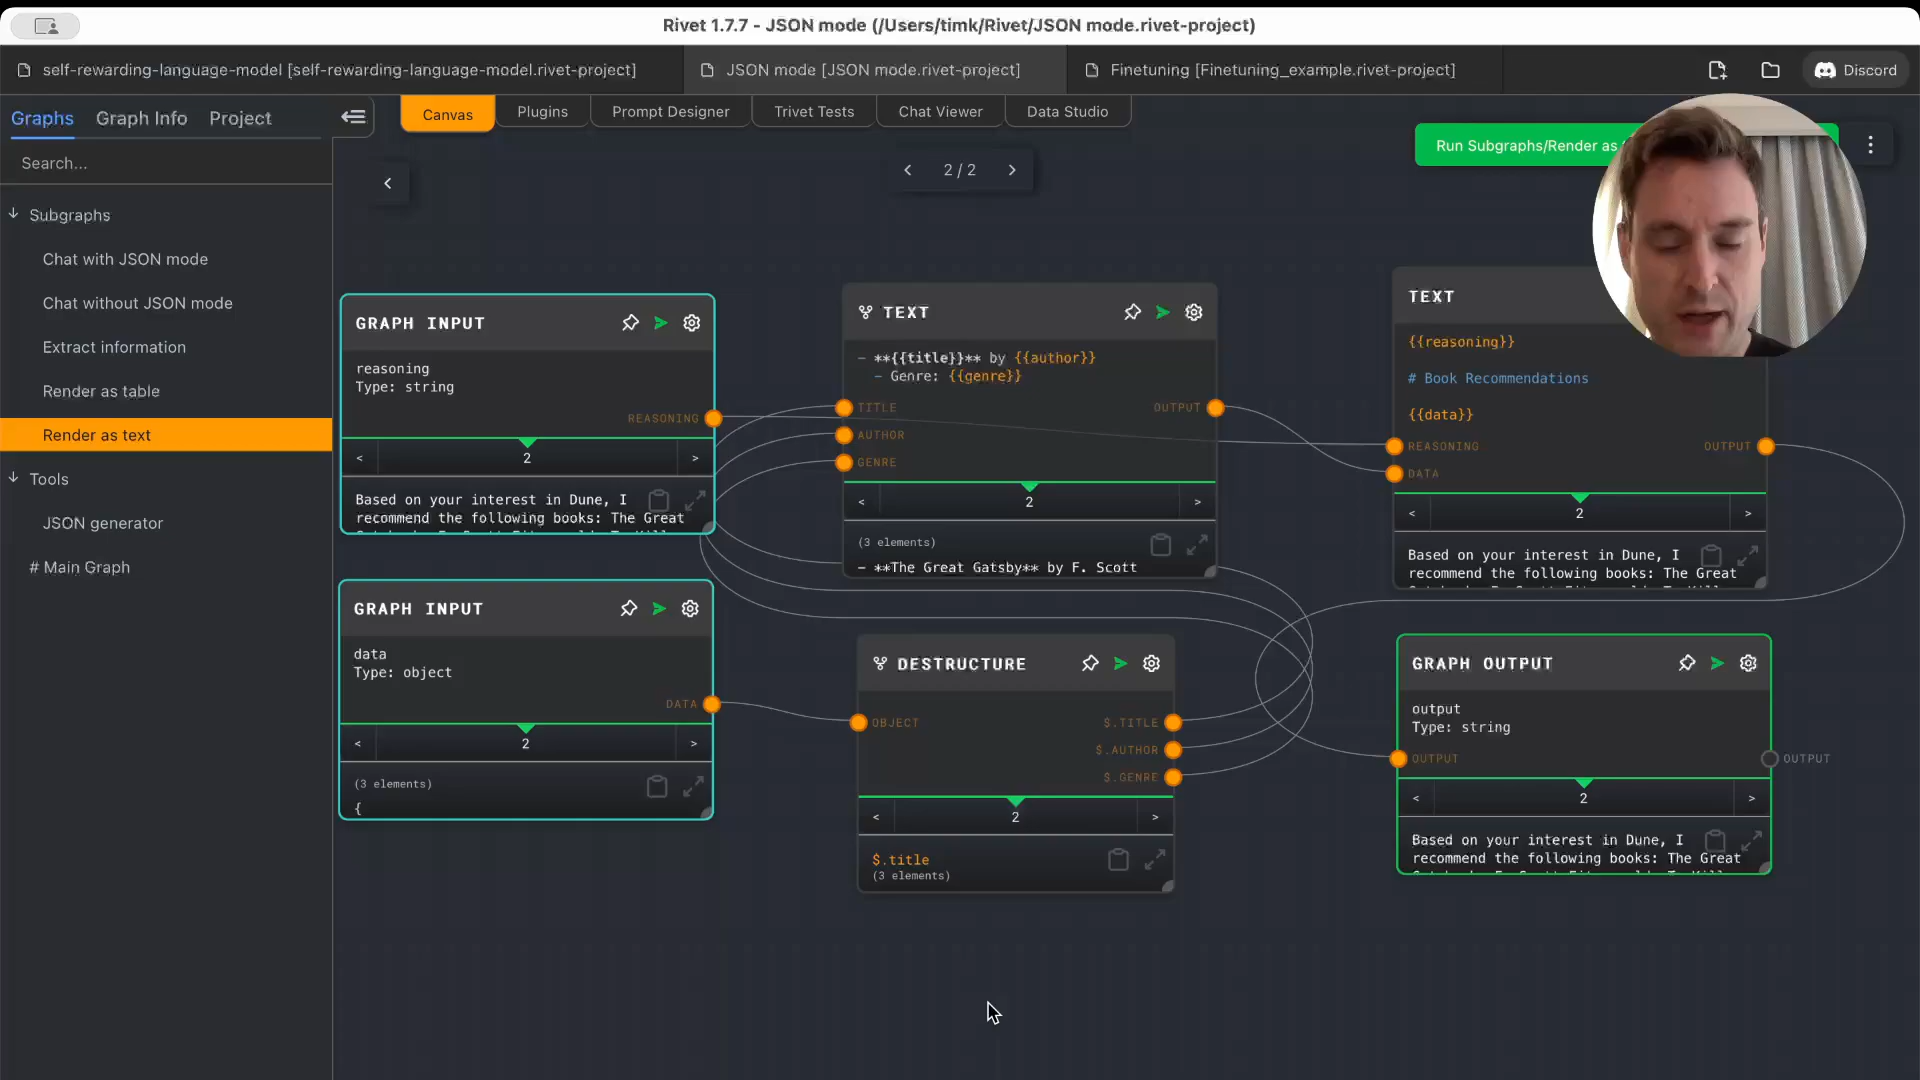 Rivet 1.7.7 - JSON mode (/Users/timk/Rivet/JSON mode.rivet-project)
self-rewarding-language-model [self-rewarding-language-model.rivet-project]
JSON mode [JSON mode.rivet-project]
Finetuning [Finetuning_example.rivet-project]
Discord
Graphs
Graph Info
Project
Canvas
Plugins
Prompt Designer
Trivet Tests
Chat Viewer
Data Studio
Search...
Run Subgraphs/Render as
2 / 2
Subgraphs
Chat with JSON mode
Chat without JSON mode
Extract information
Render as table
Render as text
Tools
JSON generator
# Main Graph
GRAPH INPUT
reasoning
Type: string
REASONING
< 2 >
Based on your interest in Dune, I
recommend the following books: The Great
GRAPH INPUT
data
Type: object
DATA
< 2 >
(3 elements)
{
TEXT
- **{{title}}** by {{author}}
- Genre: {{genre}}
TITLE
OUTPUT
AUTHOR
GENRE
< 2 >
(3 elements)
- **The Great Gatsby** by F. Scott
DESTRUCTURE
OBJECT
$.TITLE
$.AUTHOR
$.GENRE
< 2 >
$.title
(3 elements)
TEXT
{{reasoning}}
# Book Recommendations
{{data}}
REASONING
OUTPUT
DATA
< 2 >
Based on your interest in Dune, I
recommend the following books: The Great
GRAPH OUTPUT
output
Type: string
OUTPUT
OUTPUT
< 2 >
Based on your interest in Dune, I
recommend the following books: The Great